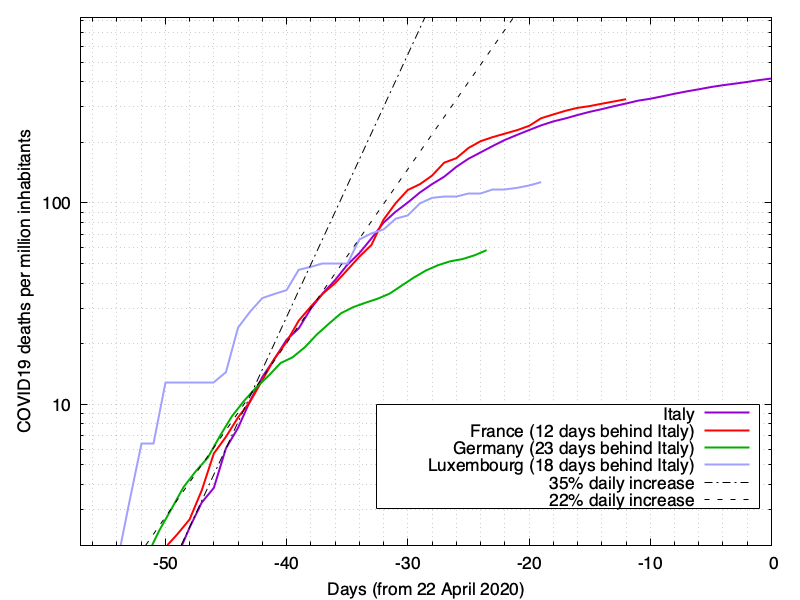 COVID19 deaths per million inhabitants
100
10
Italy
France (12 days behind Italy)
Germany (23 days behind Italy)
Luxembourg (18 days behind Italy)
35% daily increase
22% daily increase
-50 -40 -30 -20 -10 0
Days (from 22 April 2020)